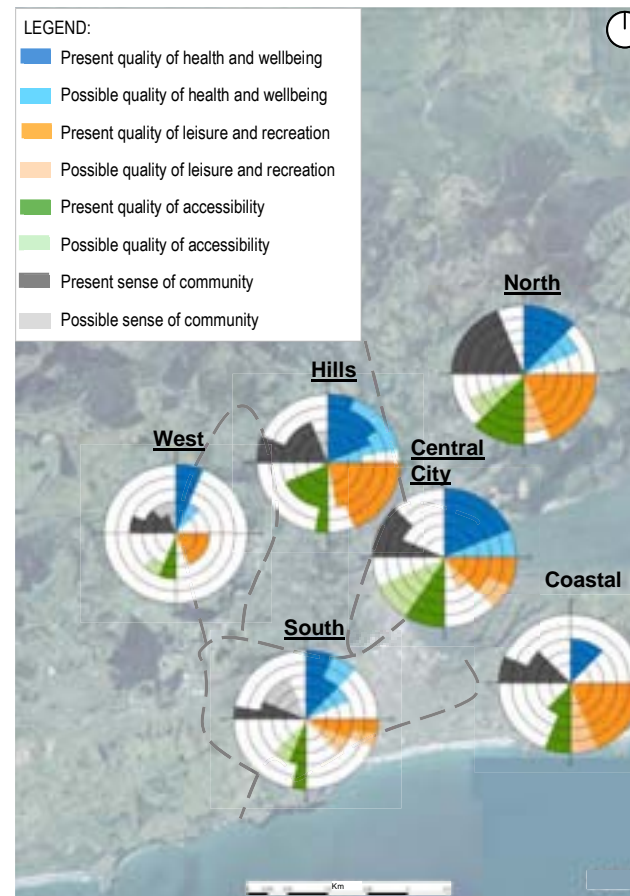 LEGEND:
Present quality of health and wellbeing
Possible quality of health and wellbeing
Present quality of leisure and recreation
Possible quality of leisure and recreation
Present quality of accessibility
Possible quality of accessibility
Present sense of community
Possible sense of community
North
Hills
West
Central
City
Coastal
South
Km